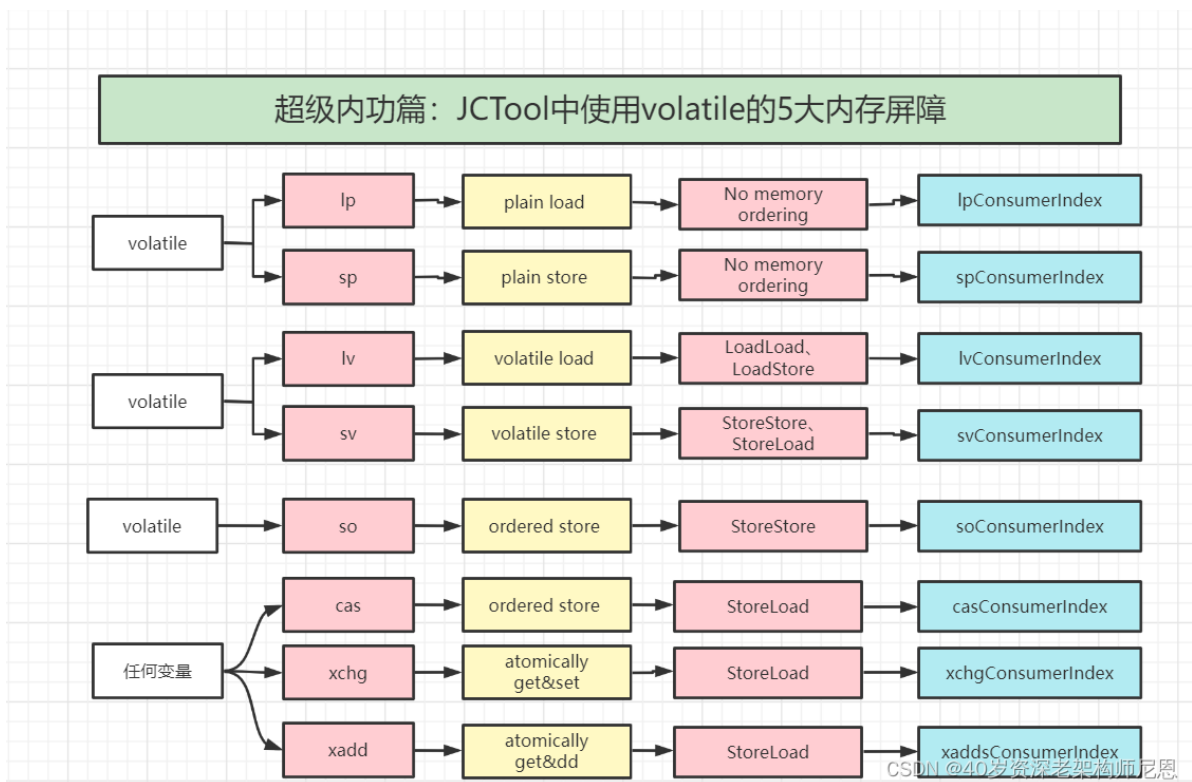 超级内功篇：JCTool中使用volatile的5大内存屏障
volatile
lp
plain load
No memory
ordering
lpConsumerIndex
sp
plain store
No memory
ordering
spConsumerIndex
volatile
lv
volatile load
LoadLoad、
LoadStore
lvConsumerIndex
sv
volatile store
StoreStore、
StoreLoad
svConsumerIndex
volatile
so
ordered store
StoreStore
soConsumerIndex
任何变量
cas
ordered store
StoreLoad
casConsumerIndex
xchg
atomically
get&set
StoreLoad
xchgConsumerIndex
xadd
atomically
get&dd
StoreLoad
xaddsConsumerIndex
CSDN @40岁资深老架构师尼恩